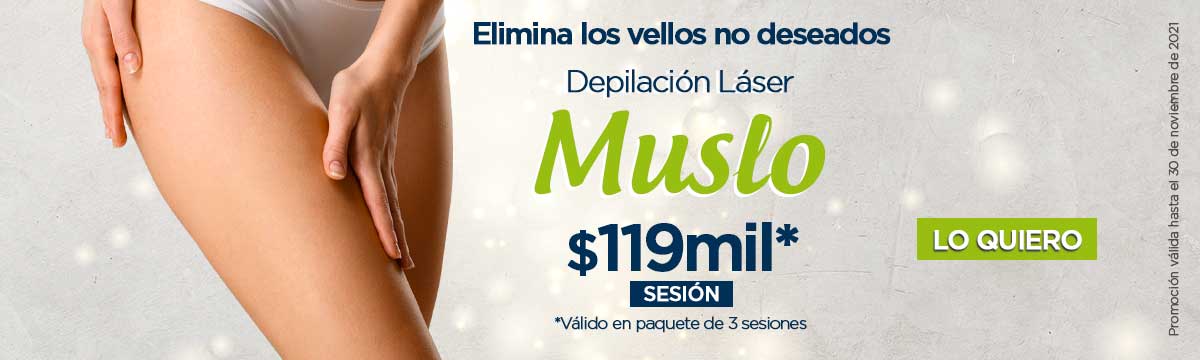 Elimina los vellos no deseados
Depilación Láser
Muslo
$119mil*
SESIÓN
*Válido en paquete de 3 sesiones
LO QUIERO
Promoción válida hasta el 30 de noviembre de 2021